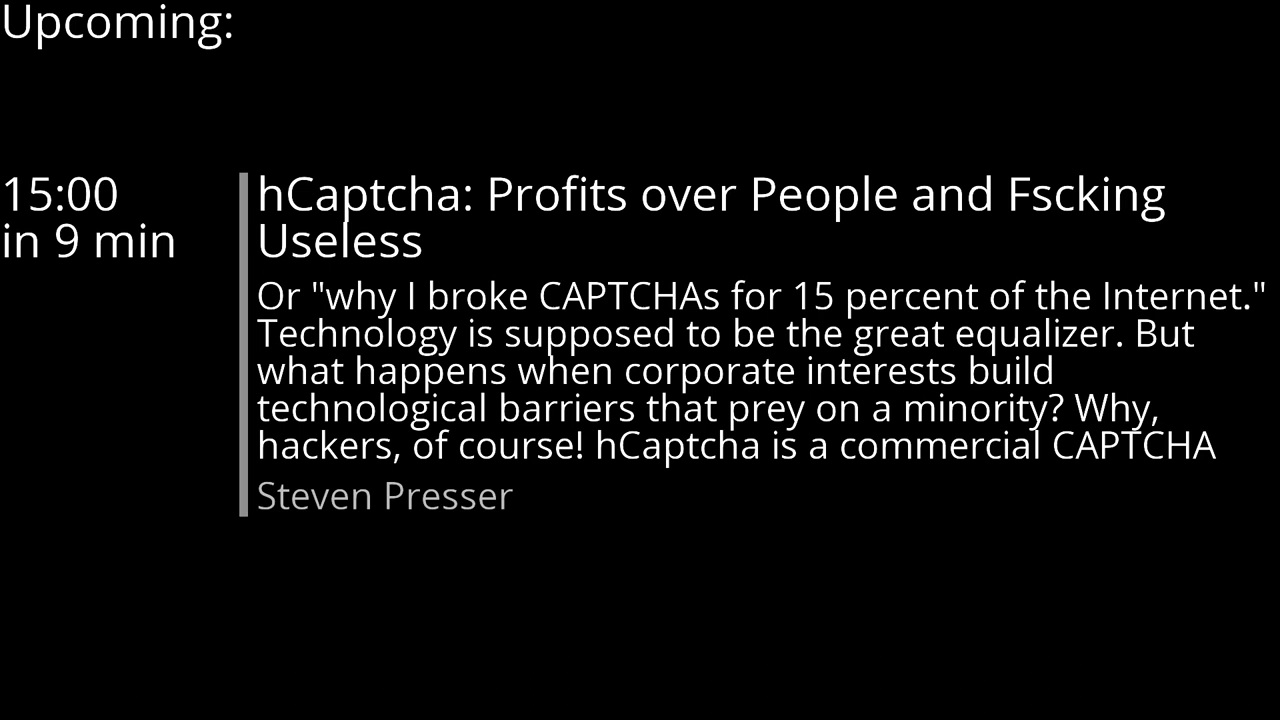 Upcoming:
15:00
in 9 min
hCaptcha: Profits over People and Fscking
Useless
Or "why I broke CAPTCHAs for 15 percent of the Internet."
Technology is supposed to be the great equalizer. But
what happens when corporate interests build
technological barriers that prey on a minority? Why,
hackers, of course! hCaptcha is a commercial CAPTCHA
Steven Presser